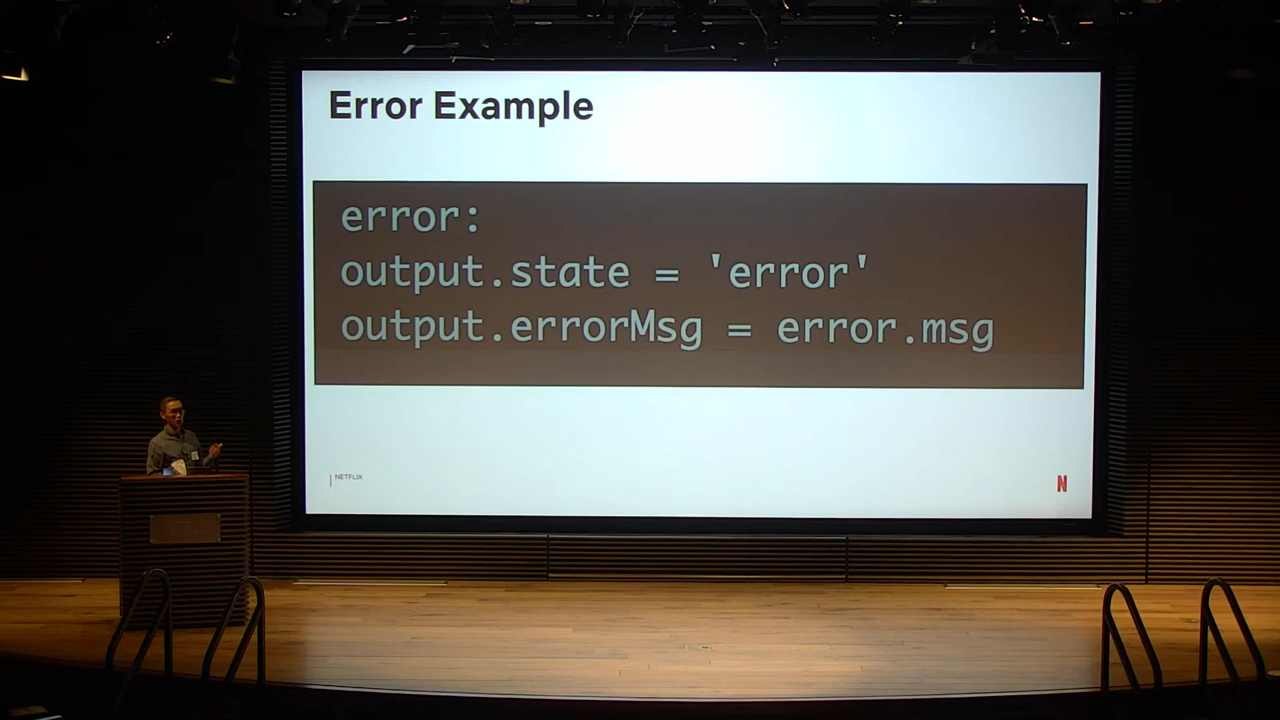 Error Example
error:
output.state = 'error'
output.errorMsg = error.msg
NETFLIX
N